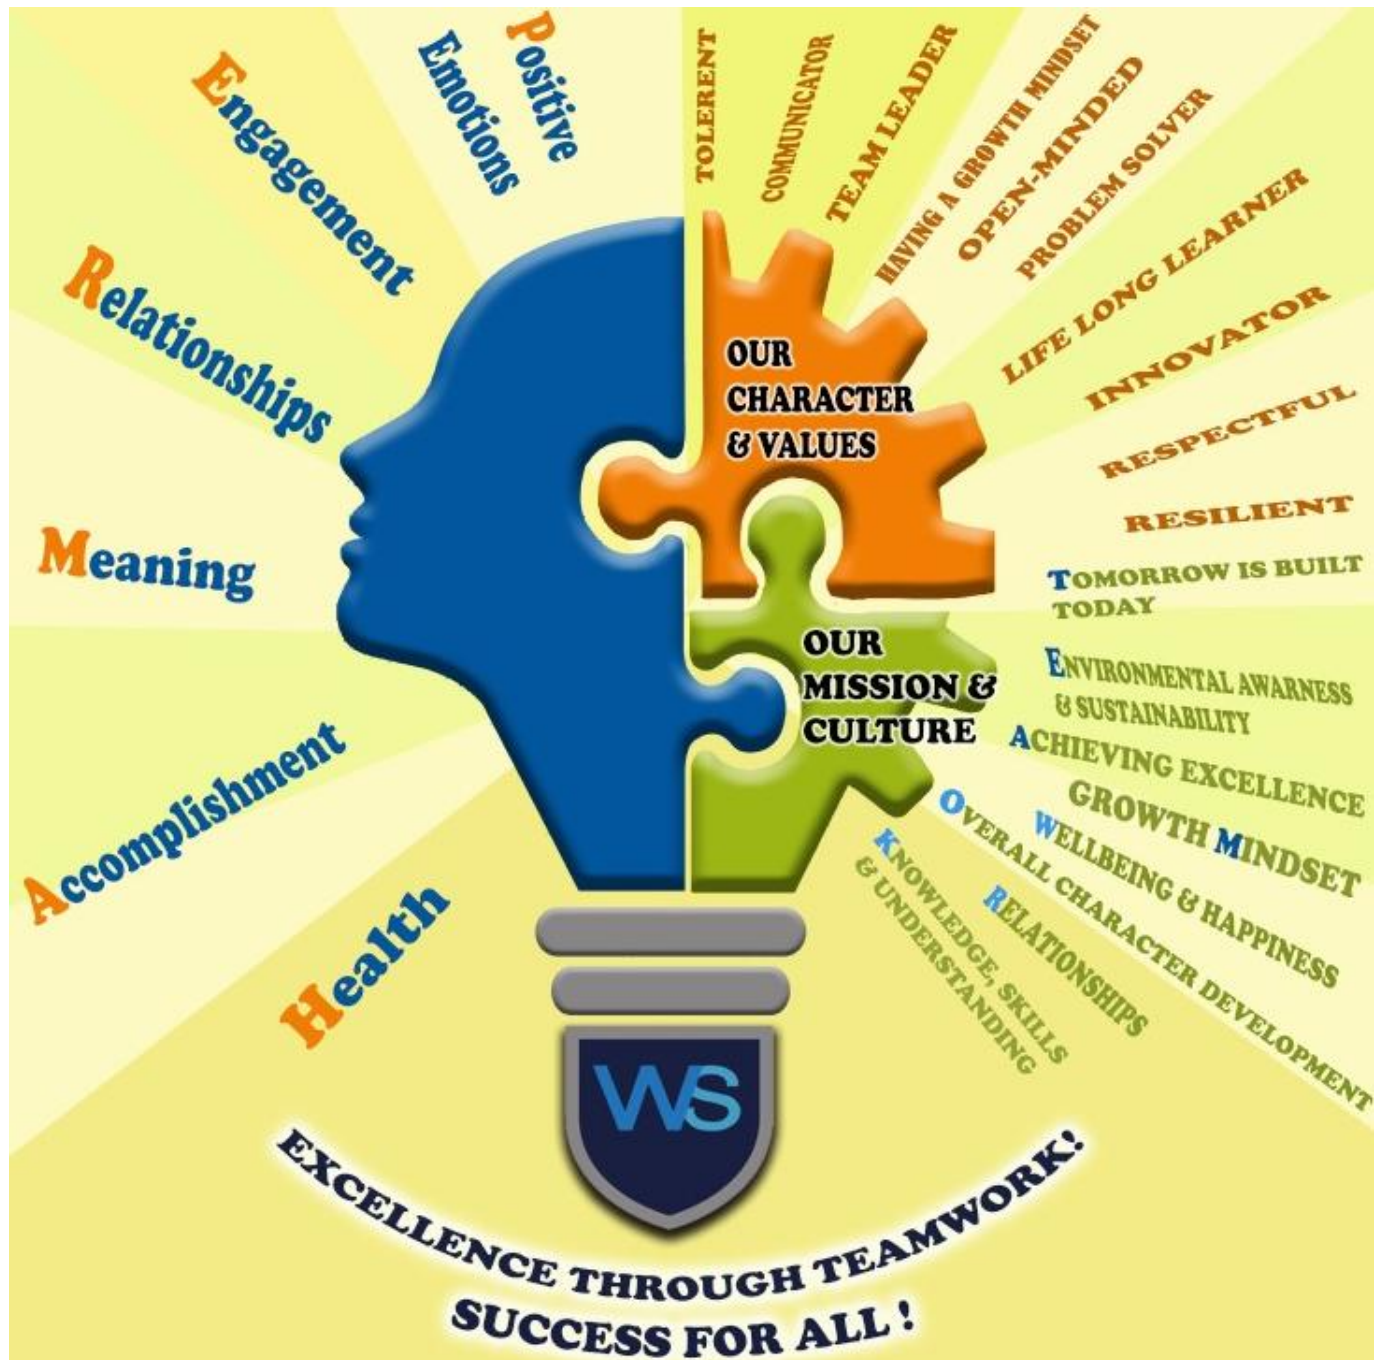 Positive
Emotions
Engagement
Relationships
Meaning
Accomplishment
Health
TOLERENT
COMMUNICATOR
TEAM LEADER
HAVING A GROWTH MINDSET
OPEN-MINDED
PROBLEM SOLVER
LIFE LONG LEARNER
INNOVATOR
RESPECTFUL
RESILIENT
OUR
CHARACTER
& VALUES
OUR
MISSION &
CULTURE
TOMORROW IS BUILT
TODAY
ENVIRONMENTAL AWARNESS
& SUSTAINABILITY
ACHIEVING EXCELLENCE
GROWTH MINDSET
WELLBEING & HAPPINESS
OVERALL CHARACTER DEVELOPMENT
RELATIONSHIPS
KNOWLEDGE, SKILLS
& UNDERSTANDING
WS
EXCELLENCE THROUGH TEAMWORK!
SUCCESS FOR ALL !